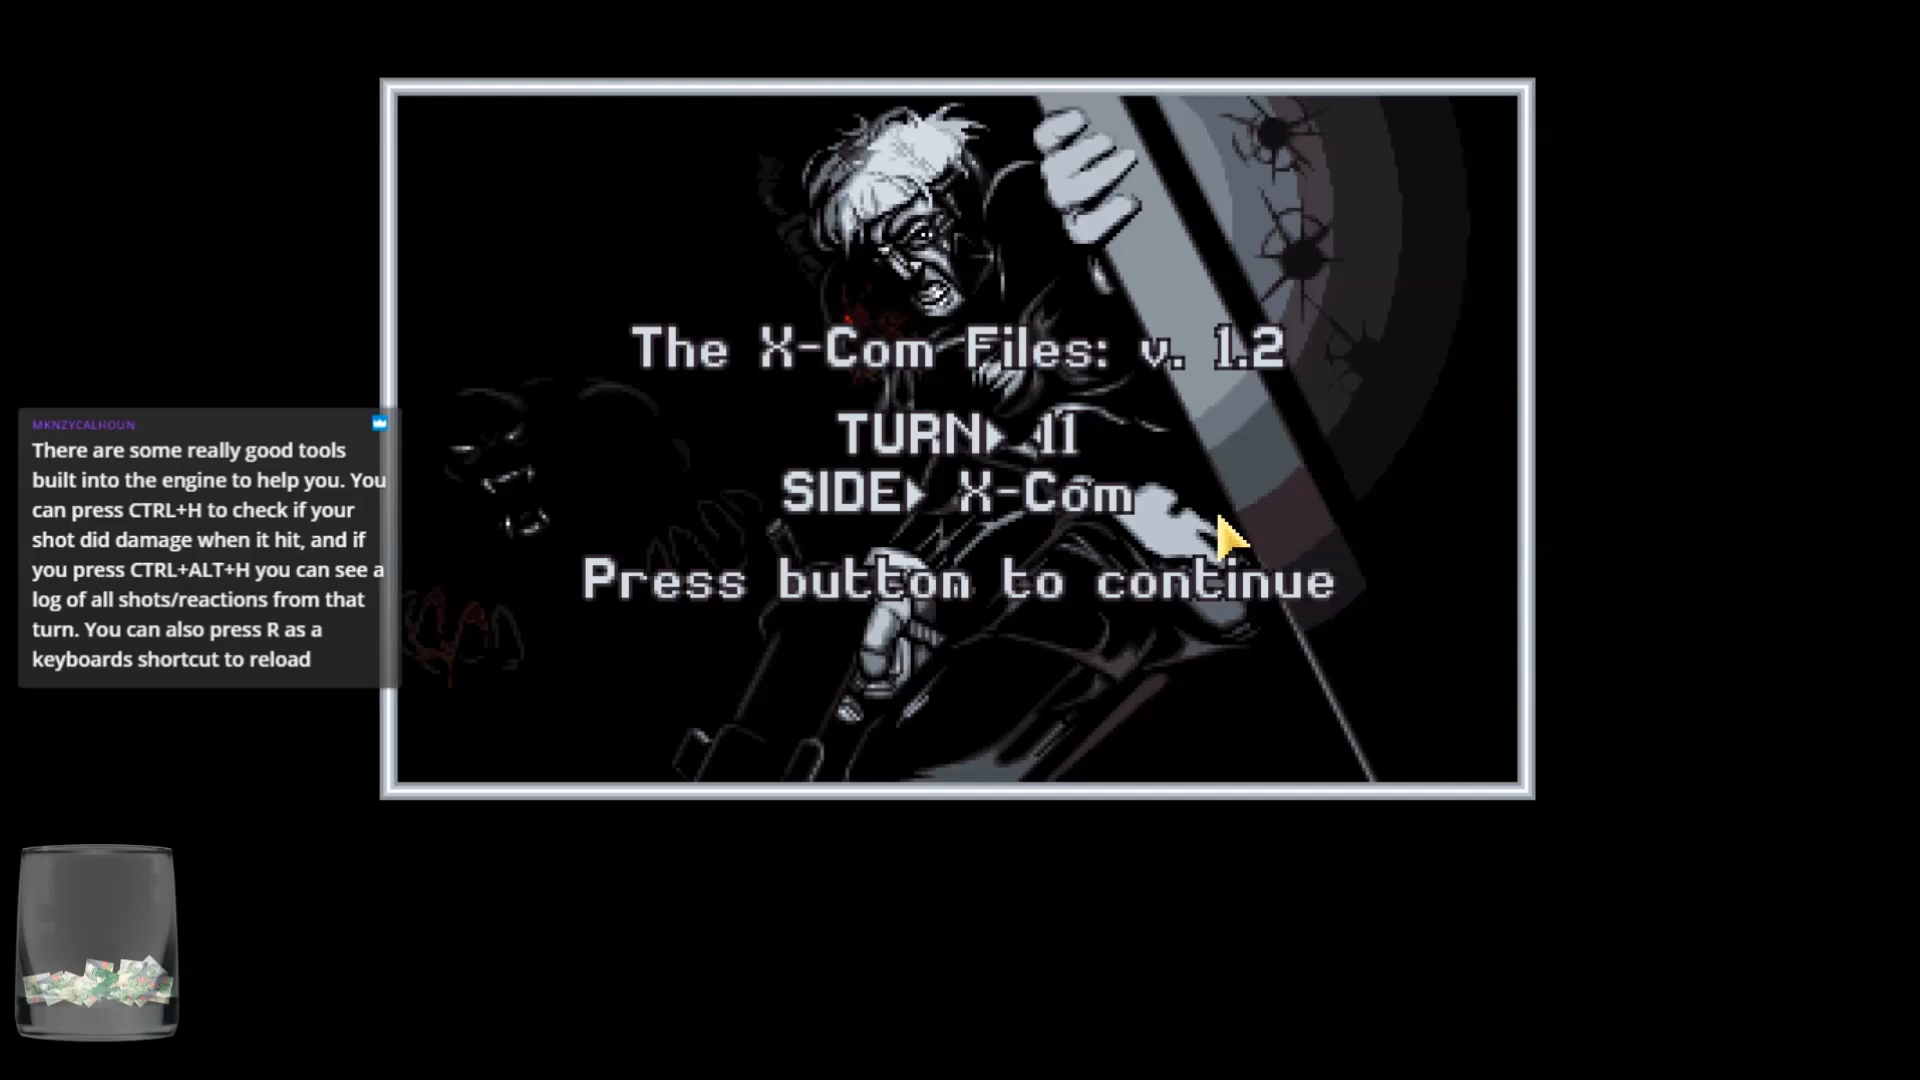 The X-Com Files: v. 1.2
TURN▸ 11
SIDE▸ X-Com
Press button to continue
MKNZYCALHOUN
There are some really good tools
built into the engine to help you. You
can press CTRL+H to check if your
shot did damage when it hit, and if
you press CTRL+ALT+H you can see a
log of all shots/reactions from that
turn. You can also press R as a
keyboards shortcut to reload